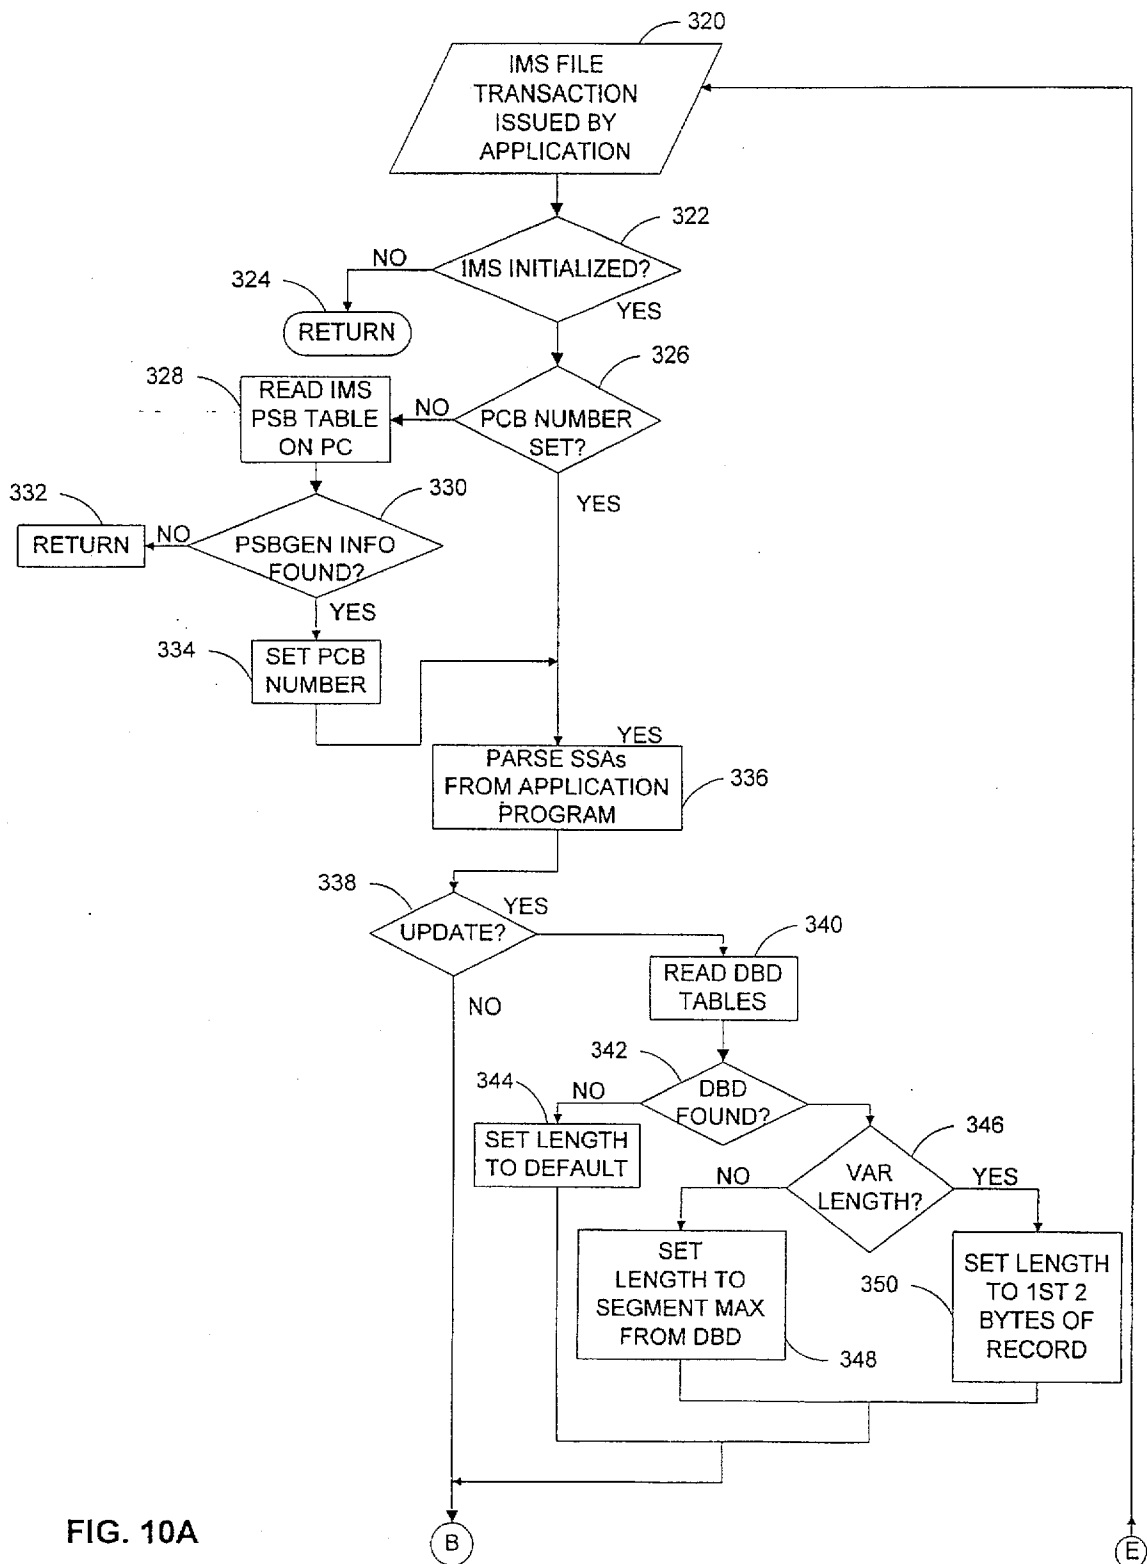 320
IMS FILE
TRANSACTION
ISSUED BY
APPLICATION
322
NO
IMS INITIALIZED?
324
YES
RETURN
326
328
READ IMS
PSB TABLE
ON PC
NO
PCB NUMBER
SET?
332
330
YES
RETURN
NO
PSBGEN INFO
FOUND?
YES
334
SET PCB
NUMBER
YES
PARSE SSAs
FROM APPLICATION
PROGRAM
336
338
YES
UPDATE?
340
READ DBD
TABLES
NO
342
344
NO
DBD
FOUND?
346
SET LENGTH
TO DEFAULT
NO
VAR
LENGTH?
YES
SET
LENGTH TO
SEGMENT MAX
FROM DBD
348
350
SET LENGTH
TO 1ST 2
BYTES OF
RECORD
FIG. 10A
B
E